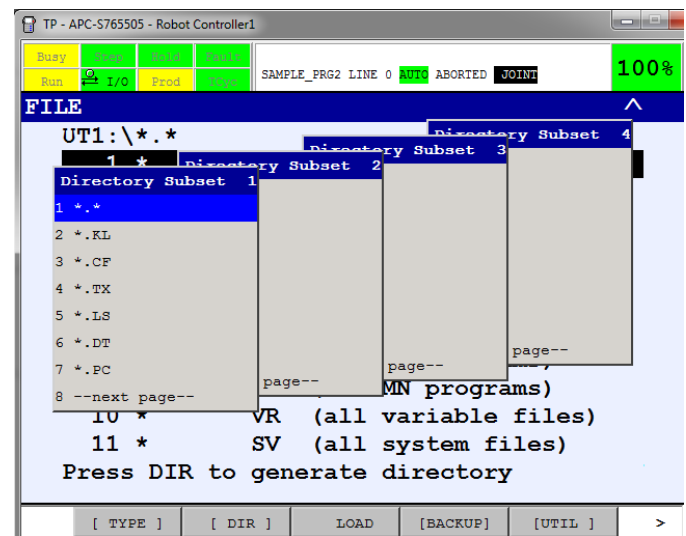 TP - APC-S765505 - Robot Controller1
Busy Step Hold Fault
Run I/O Prod TCyc
SAMPLE_PRG2 LINE 0 AUTO ABORTED JOINT
100%
FILE
UT1:\*.*
1 *
Directory Subset 1
1 *.*
2 *.KL
3 *.CF
4 *.TX
5 *.LS
6 *.DT
7 *.PC
8 --next page--
Directory Subset 2
page--
Directory Subset 3
page--
Directory Subset 4
page--
MN programs)
10 * VR (all variable files)
11 * SV (all system files)
Press DIR to generate directory
[ TYPE ] [ DIR ] LOAD [BACKUP] [UTIL ] >